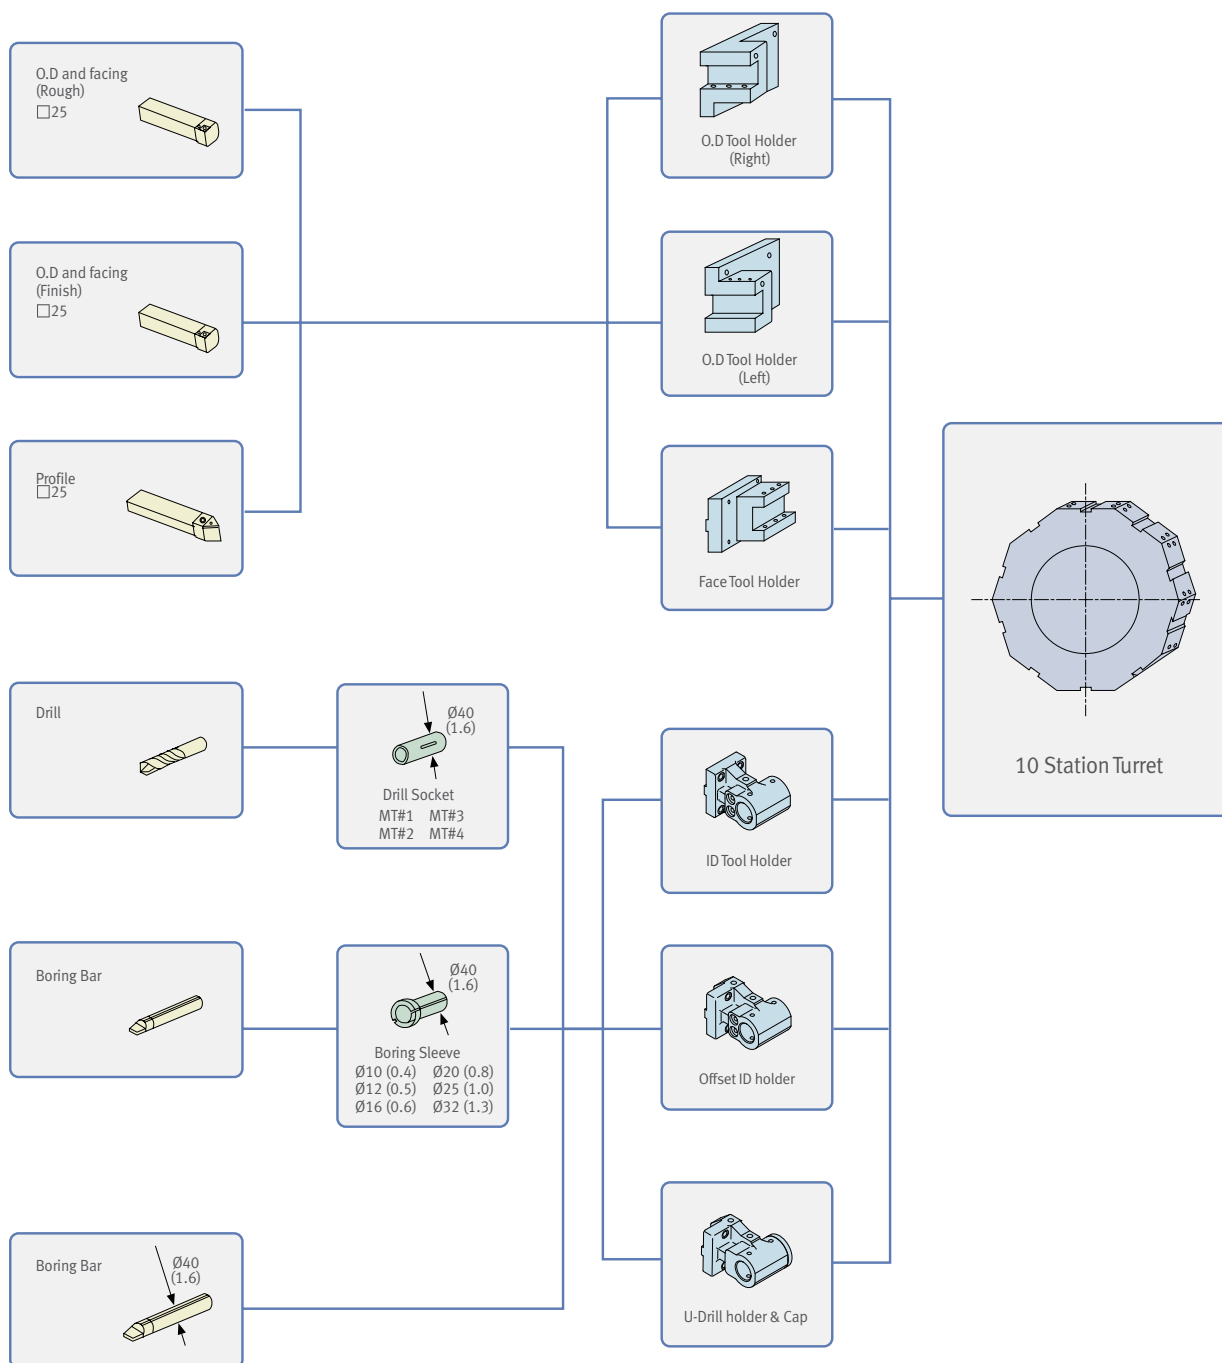 O.D and facing
(Rough)
□25
O.D Tool Holder
(Right)
O.D and facing
(Finish)
□25
O.D Tool Holder
(Left)
Profile
□25
Face Tool Holder
10 Station Turret
Drill
Ø40
(1.6)
Drill Socket
MT#1 MT#3
MT#2 MT#4
ID Tool Holder
Boring Bar
Ø40
(1.6)
Boring Sleeve
Ø10 (0.4) Ø20 (0.8)
Ø12 (0.5) Ø25 (1.0)
Ø16 (0.6) Ø32 (1.3)
Offset ID holder
Boring Bar
Ø40
(1.6)
U-Drill holder & Cap